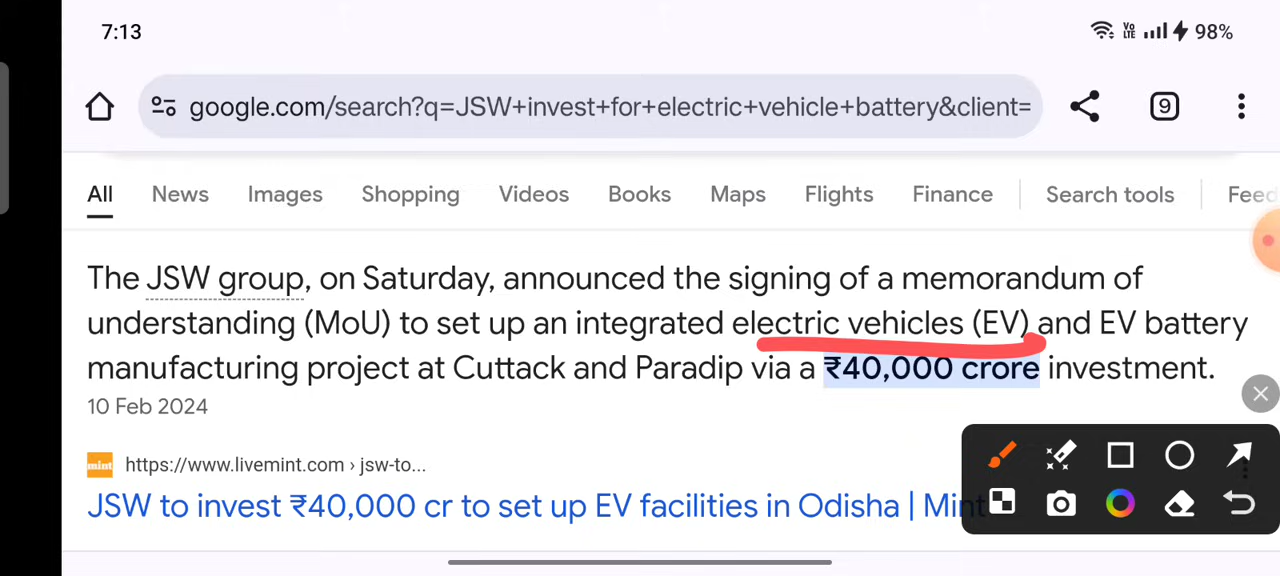 7:13 Vo LTE 98%
google.com/search?q=JSW+invest+for+electric+vehicle+battery&client= 9
All News Images Shopping Videos Books Maps Flights Finance Search tools Feed
The JSW group, on Saturday, announced the signing of a memorandum of
understanding (MoU) to set up an integrated electric vehicles (EV) and EV battery
manufacturing project at Cuttack and Paradip via a ₹40,000 crore investment.
10 Feb 2024
mint https://www.livemint.com › jsw-to...
JSW to invest ₹40,000 cr to set up EV facilities in Odisha | Mint